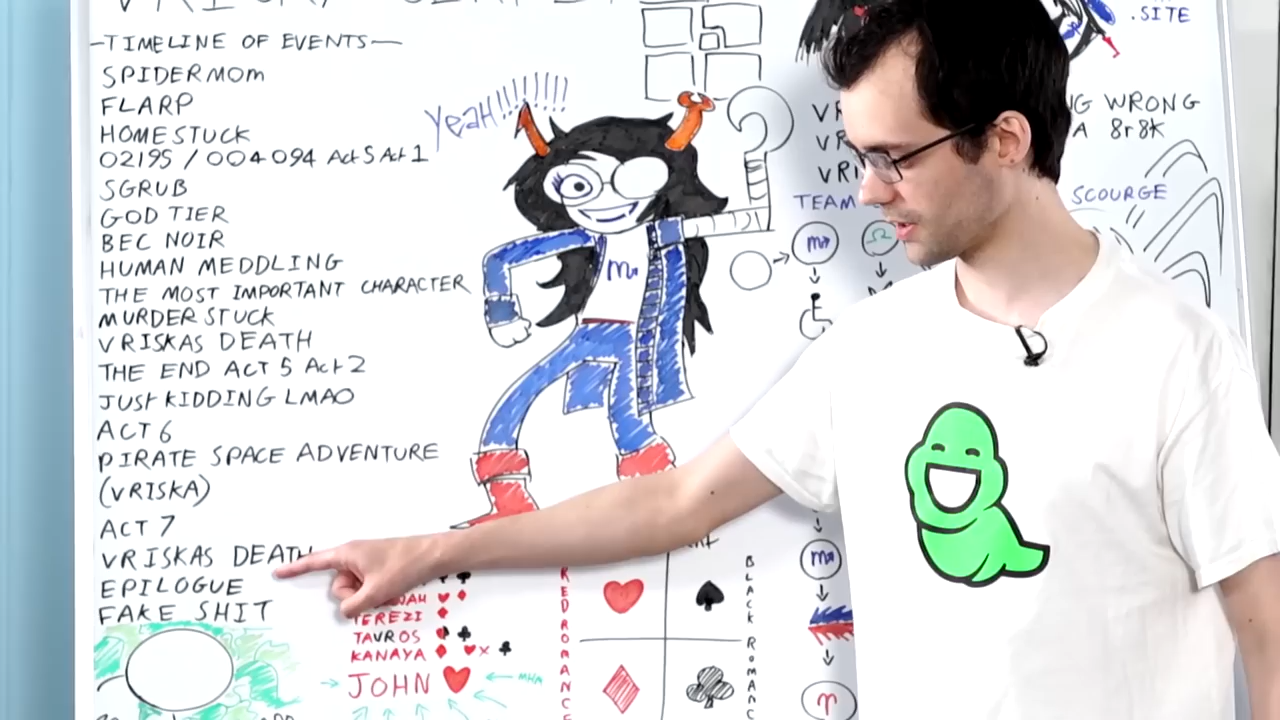 -TIMELINE OF EVENTS-
SPIDERMOM
FLARP
HOMESTUCK
02195 / 004094 Act 5 Act 1
SGRUB
GOD TIER
BEC NOIR
HUMAN MEDDLING
THE MOST IMPORTANT CHARACTER
MURDERSTUCK
VRISKAS DEATH
THE END ACT 5 Act 2
JUST KIDDING LMAO
ACT 6
PIRATE SPACE ADVENTURE
(VRISKA)
ACT 7
VRISKAS DEATH
EPILOGUE
FAKE SHIT
Yeah!!!!!!!!!
.SITE
WRONG
A 8r8k
TEAM
SCOURGE
TEREZI
TAVROS
KANAYA
JOHN
MHA
RED ROMANCE
BLACK